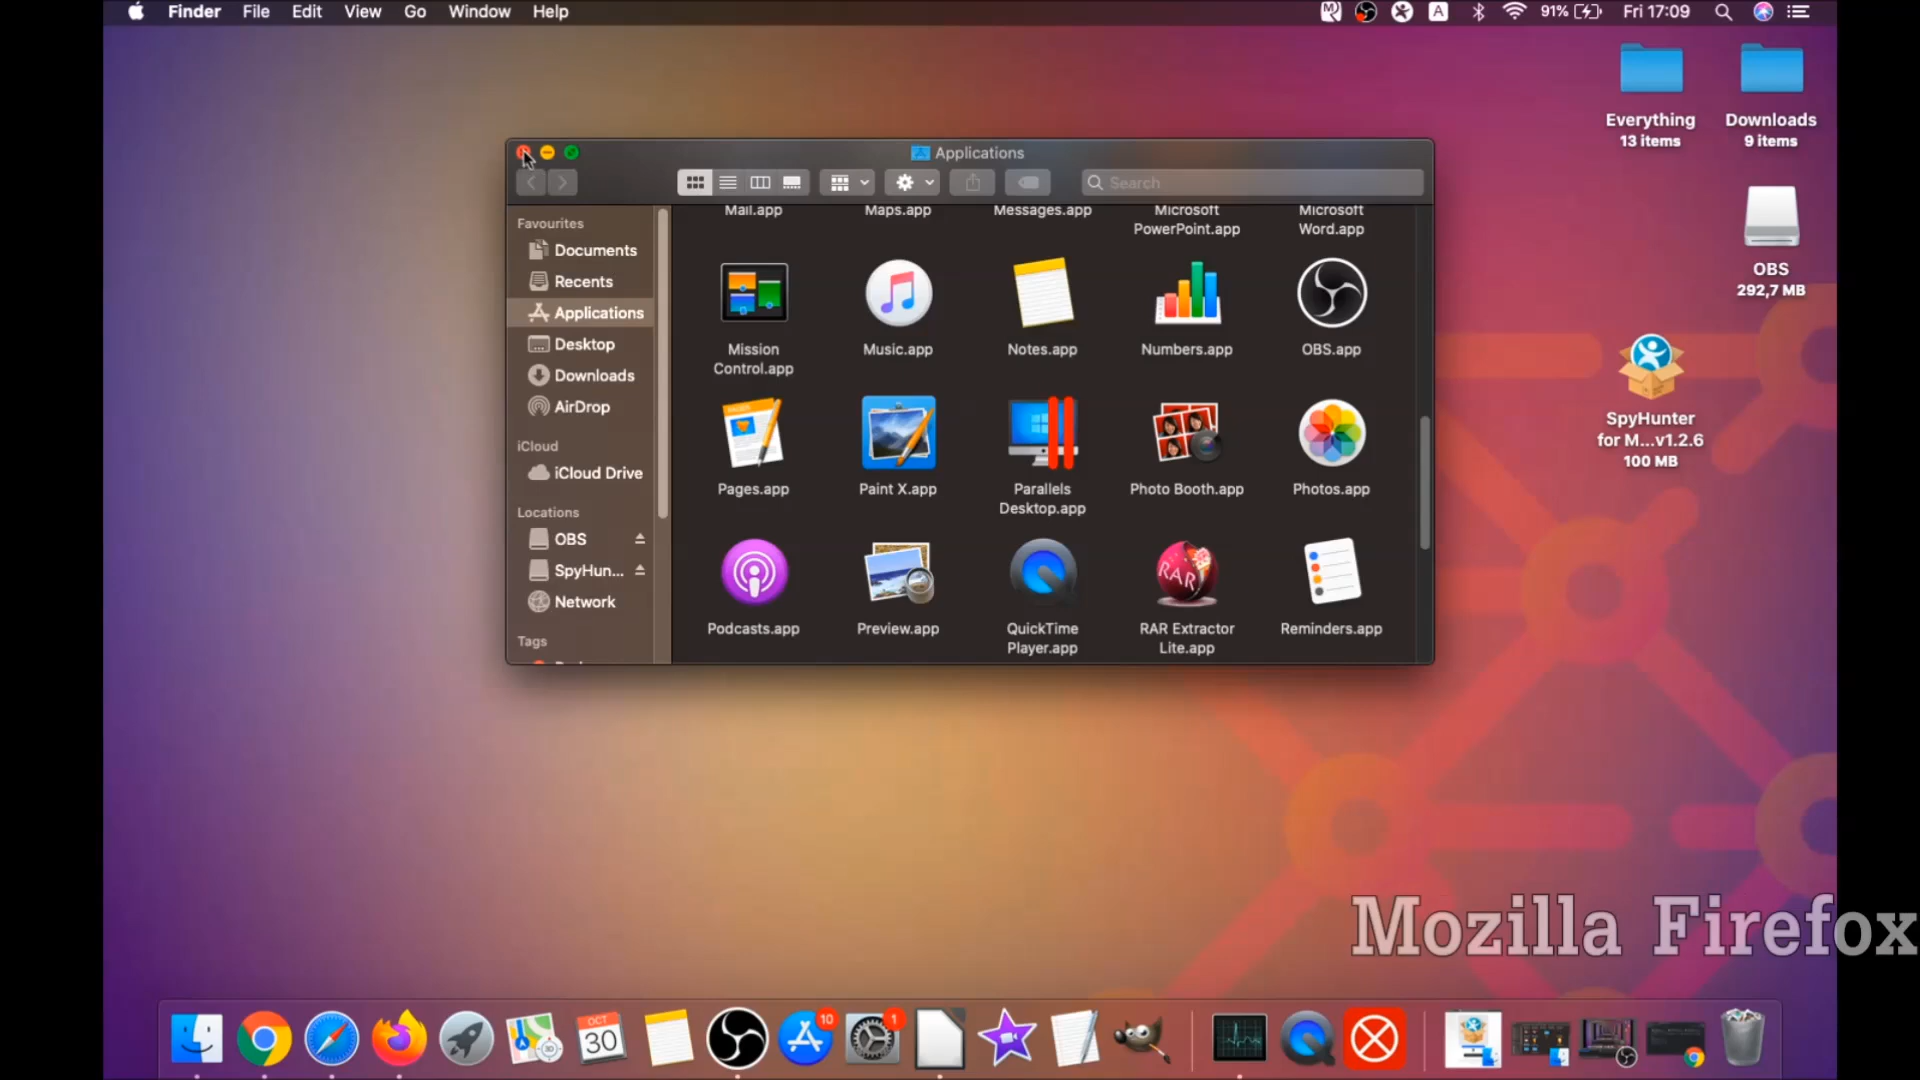 Finder File Edit View Go Window Help
A 91% Fri 17:09
Everything
13 items
Downloads
9 items
OBS
292,7 MB
SpyHunter
for M...v1.2.6
100 MB
Applications
Search
Favourites
Documents
Recents
Applications
Desktop
Downloads
AirDrop
iCloud
iCloud Drive
Locations
OBS
SpyHun...
Network
Tags
Mail.app
Maps.app
Messages.app
Microsoft
PowerPoint.app
Microsoft
Word.app
Mission
Control.app
Music.app
Notes.app
Numbers.app
OBS.app
Pages.app
Paint X.app
Parallels
Desktop.app
Photo Booth.app
Photos.app
Podcasts.app
Preview.app
QuickTime
Player.app
RAR
RAR Extractor
Lite.app
Reminders.app
Mozilla Firefox
OCT
30
10
1